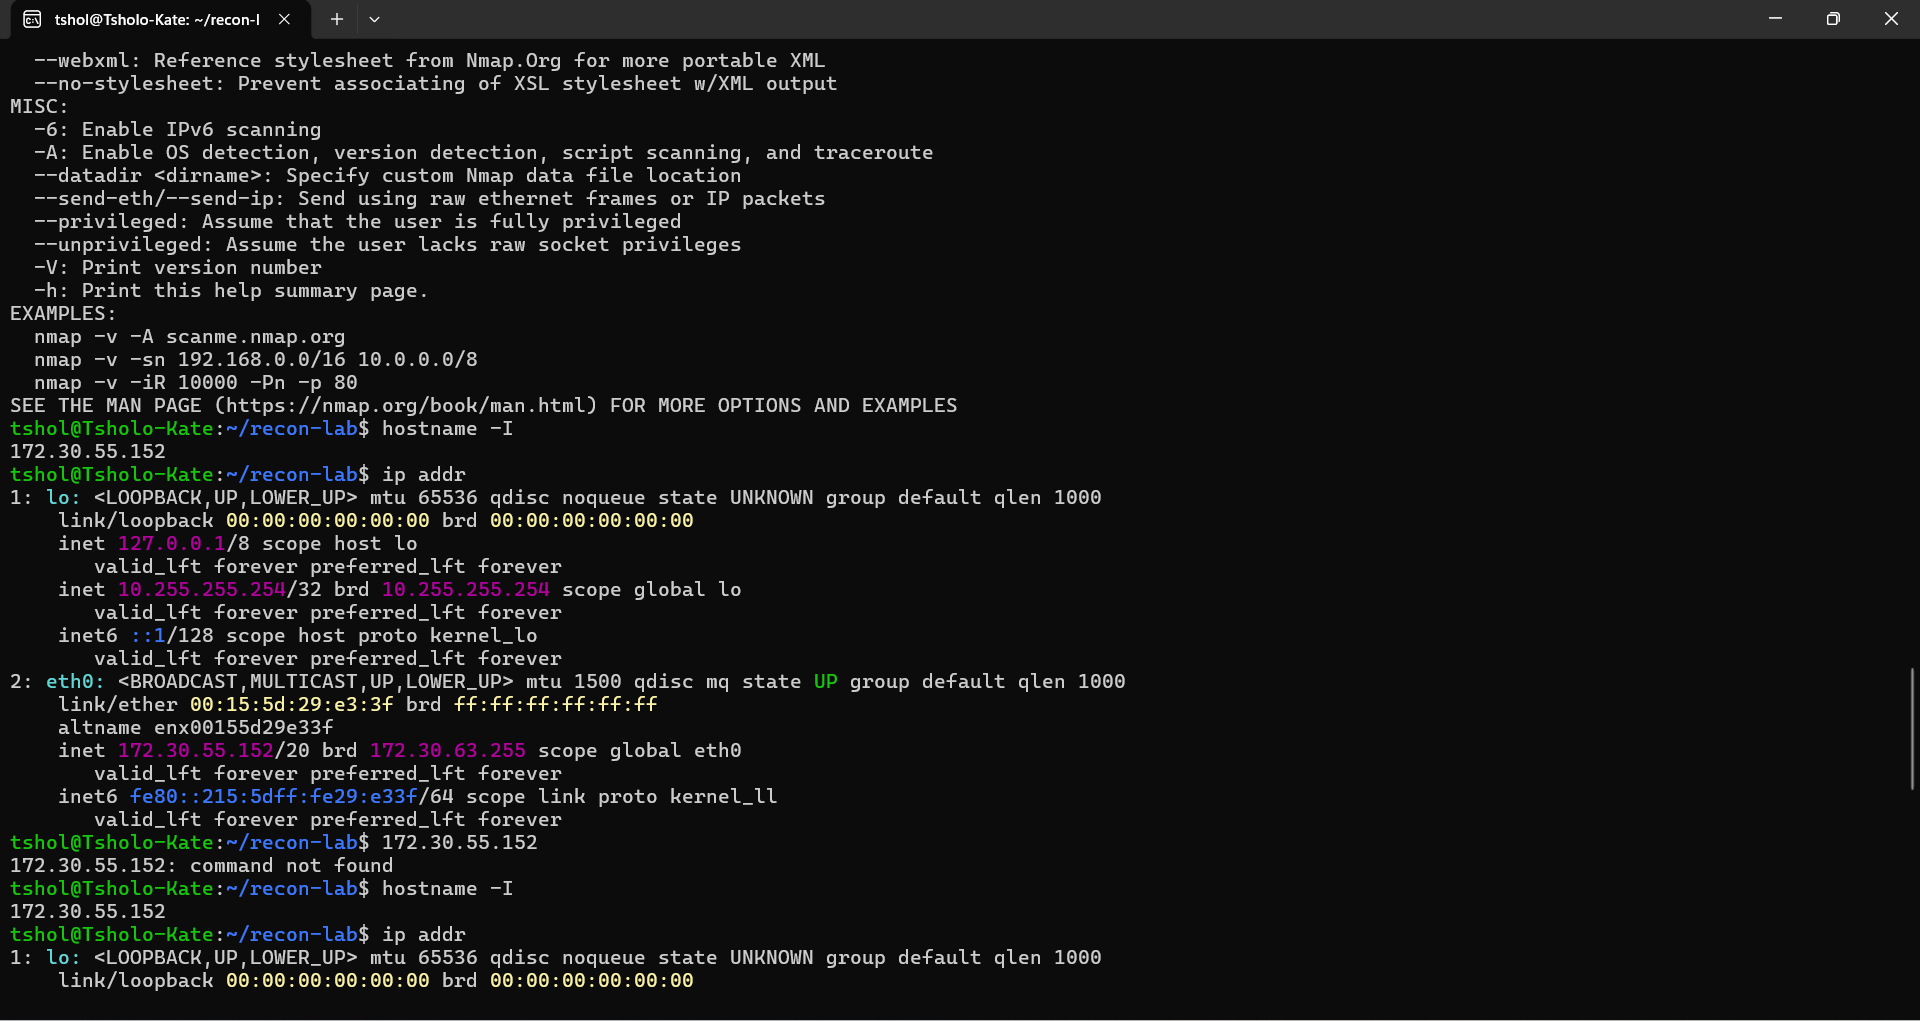 tshol@Tsholo-Kate: ~/recon-l
--webxml: Reference stylesheet from Nmap.Org for more portable XML
--no-stylesheet: Prevent associating of XSL stylesheet w/XML output
MISC:
-6: Enable IPv6 scanning
-A: Enable OS detection, version detection, script scanning, and traceroute
--datadir <dirname>: Specify custom Nmap data file location
--send-eth/--send-ip: Send using raw ethernet frames or IP packets
--privileged: Assume that the user is fully privileged
--unprivileged: Assume the user lacks raw socket privileges
-V: Print version number
-h: Print this help summary page.
EXAMPLES:
nmap -v -A scanme.nmap.org
nmap -v -sn 192.168.0.0/16 10.0.0.0/8
nmap -v -iR 10000 -Pn -p 80
SEE THE MAN PAGE (https://nmap.org/book/man.html) FOR MORE OPTIONS AND EXAMPLES
tshol@Tsholo-Kate:~/recon-lab$ hostname -I
172.30.55.152
tshol@Tsholo-Kate:~/recon-lab$ ip addr
1: lo: <LOOPBACK,UP,LOWER_UP> mtu 65536 qdisc noqueue state UNKNOWN group default qlen 1000
link/loopback 00:00:00:00:00:00 brd 00:00:00:00:00:00
inet 127.0.0.1/8 scope host lo
valid_lft forever preferred_lft forever
inet 10.255.255.254/32 brd 10.255.255.254 scope global lo
valid_lft forever preferred_lft forever
inet6 ::1/128 scope host proto kernel_lo
valid_lft forever preferred_lft forever
2: eth0: <BROADCAST,MULTICAST,UP,LOWER_UP> mtu 1500 qdisc mq state UP group default qlen 1000
link/ether 00:15:5d:29:e3:3f brd ff:ff:ff:ff:ff:ff
altname enx00155d29e33f
inet 172.30.55.152/20 brd 172.30.63.255 scope global eth0
valid_lft forever preferred_lft forever
inet6 fe80::215:5dff:fe29:e33f/64 scope link proto kernel_ll
valid_lft forever preferred_lft forever
tshol@Tsholo-Kate:~/recon-lab$ 172.30.55.152
172.30.55.152: command not found
tshol@Tsholo-Kate:~/recon-lab$ hostname -I
172.30.55.152
tshol@Tsholo-Kate:~/recon-lab$ ip addr
1: lo: <LOOPBACK,UP,LOWER_UP> mtu 65536 qdisc noqueue state UNKNOWN group default qlen 1000
link/loopback 00:00:00:00:00:00 brd 00:00:00:00:00:00